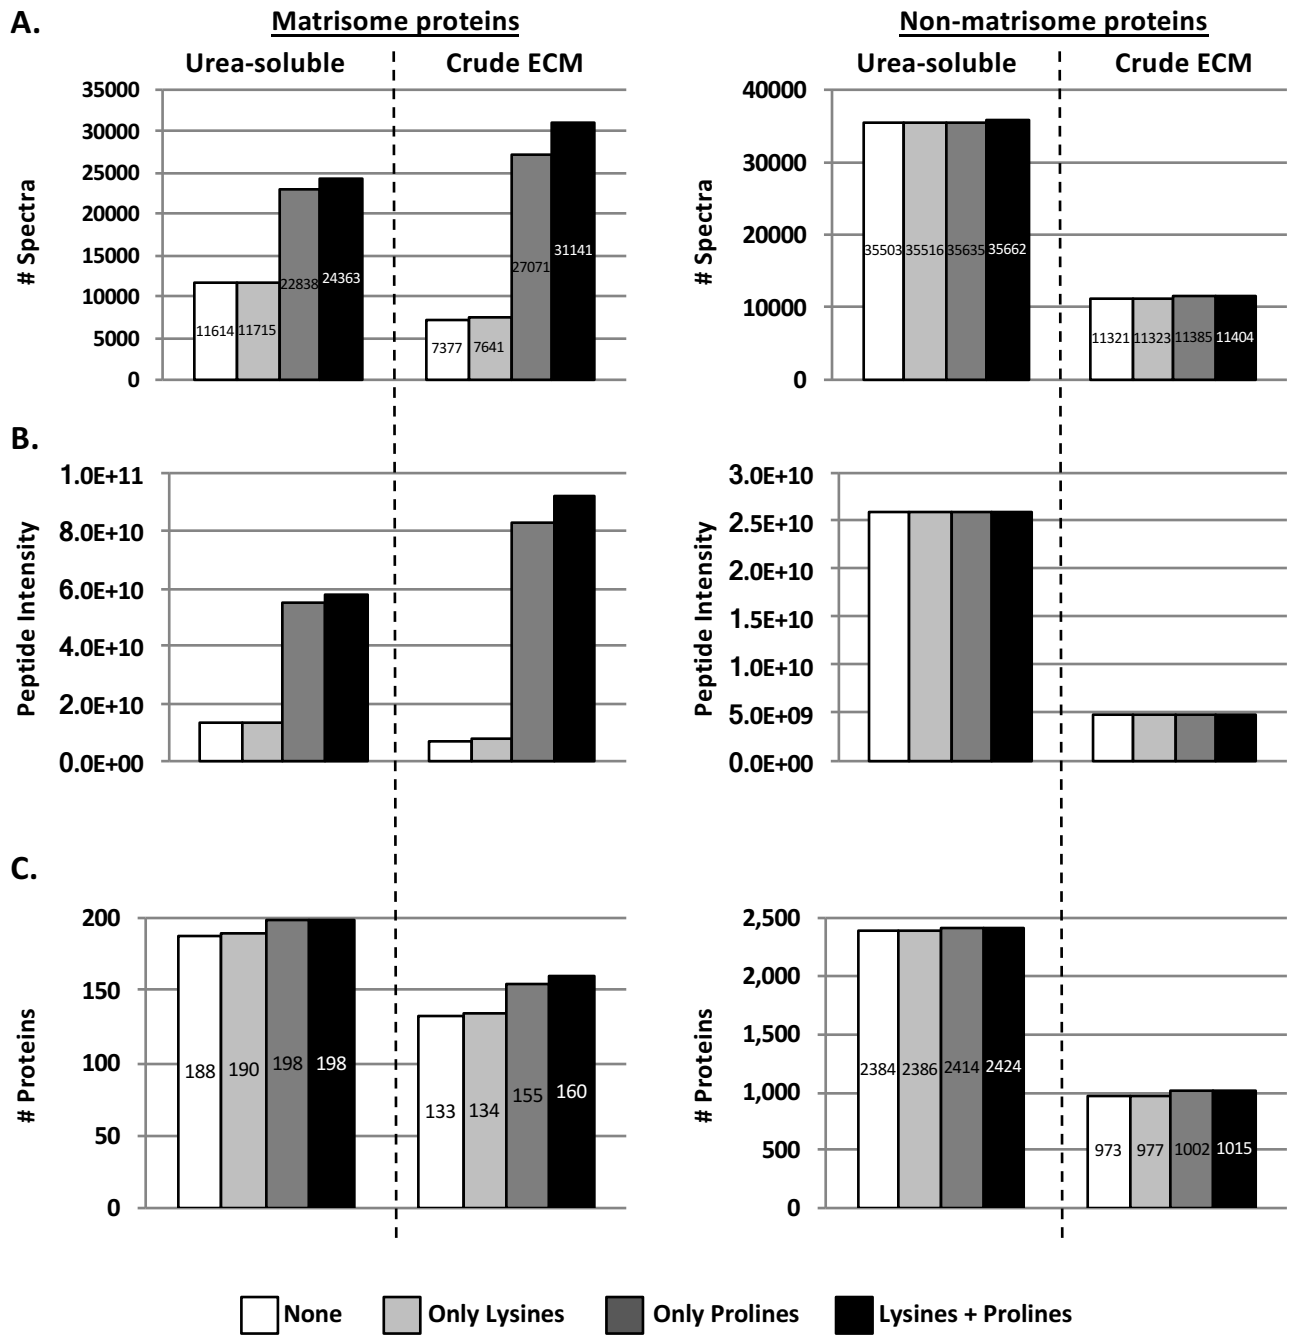 A.
Matrisome proteins
Non-matrisome proteins
Urea-soluble
Crude ECM
Urea-soluble
Crude ECM
# Spectra
35000
30000
25000
20000
15000
10000
5000
0
11614
11715
22838
24363
7377
7641
27071
31141
# Spectra
40000
30000
20000
10000
0
35503
35516
35635
35662
11321
11323
11385
11404
B.
Peptide Intensity
1.0E+11
8.0E+10
6.0E+10
4.0E+10
2.0E+10
0.0E+00
Peptide Intensity
3.0E+10
2.5E+10
2.0E+10
1.5E+10
1.0E+10
5.0E+09
0.0E+00
C.
# Proteins
200
150
100
50
0
188
190
198
198
133
134
155
160
# Proteins
2,500
2,000
1,500
1,000
500
0
2384
2386
2414
2424
973
977
1002
1015
None
Only Lysines
Only Prolines
Lysines + Prolines